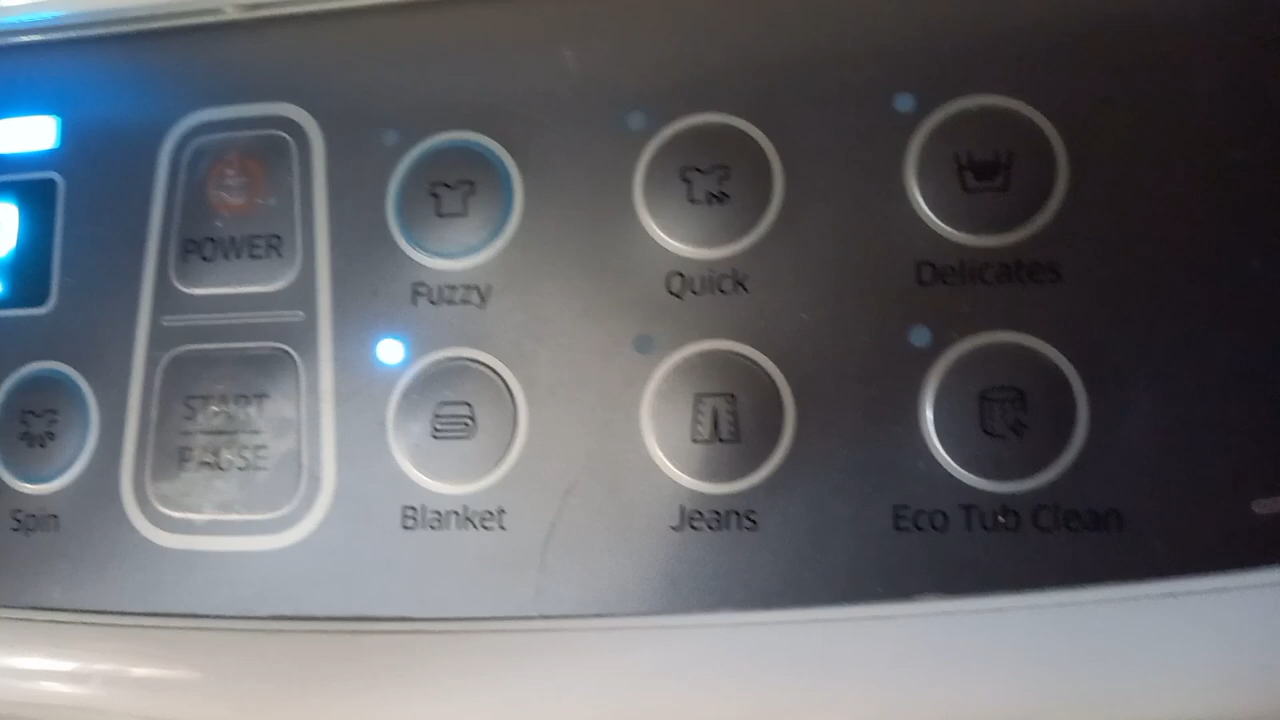 POWER
Fuzzy
Quick
Delicates
START
PAUSE
Spin
Blanket
Jeans
Eco Tub Clean